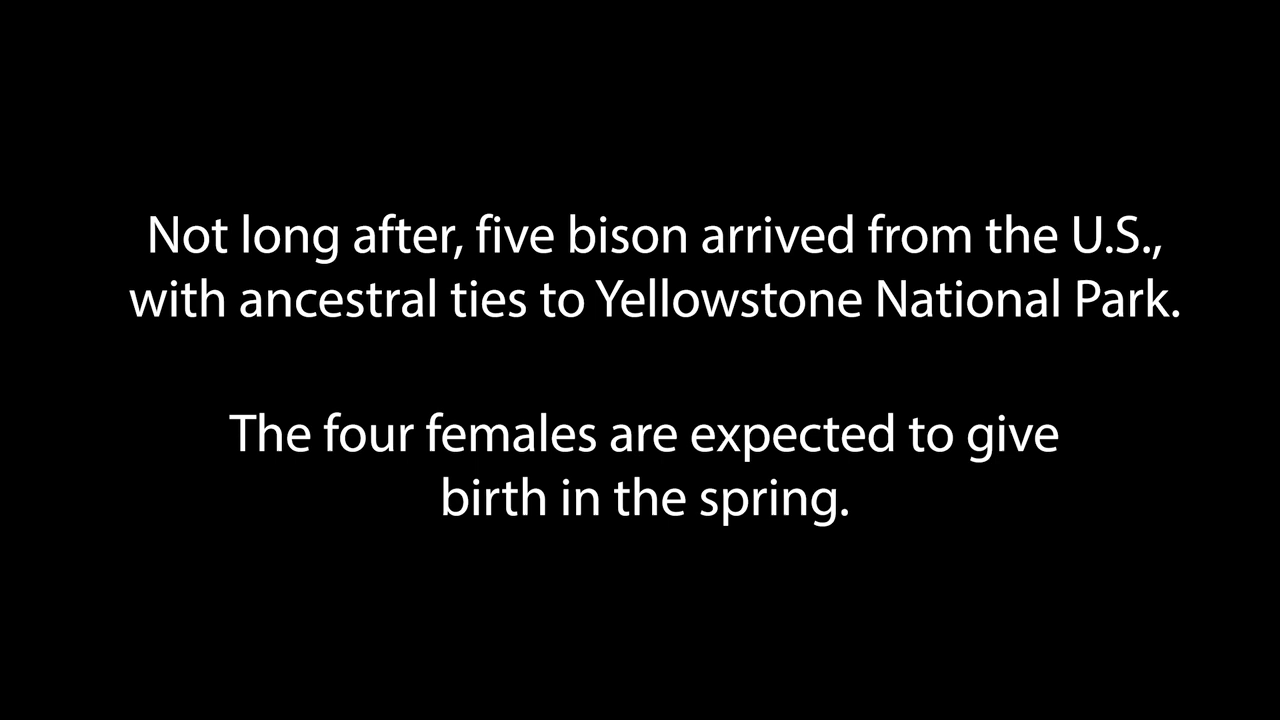 Not long after, five bison arrived from the U.S.,
with ancestral ties to Yellowstone National Park.
The four females are expected to give
birth in the spring.